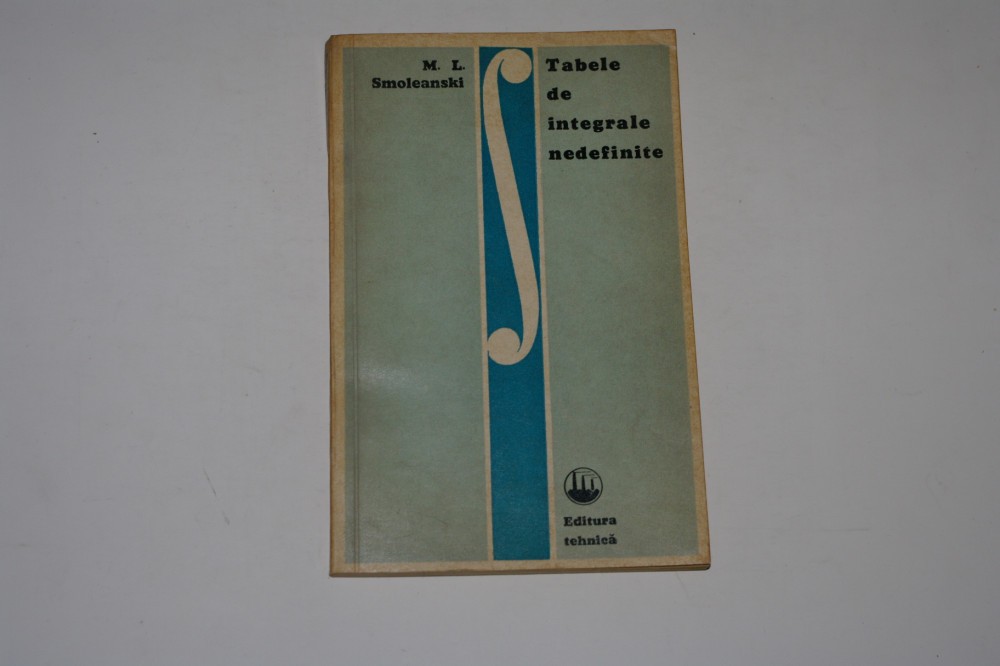 M. L.
Smoleanski
Tabele
de
integrale
nedefinite
Editura
tehnică